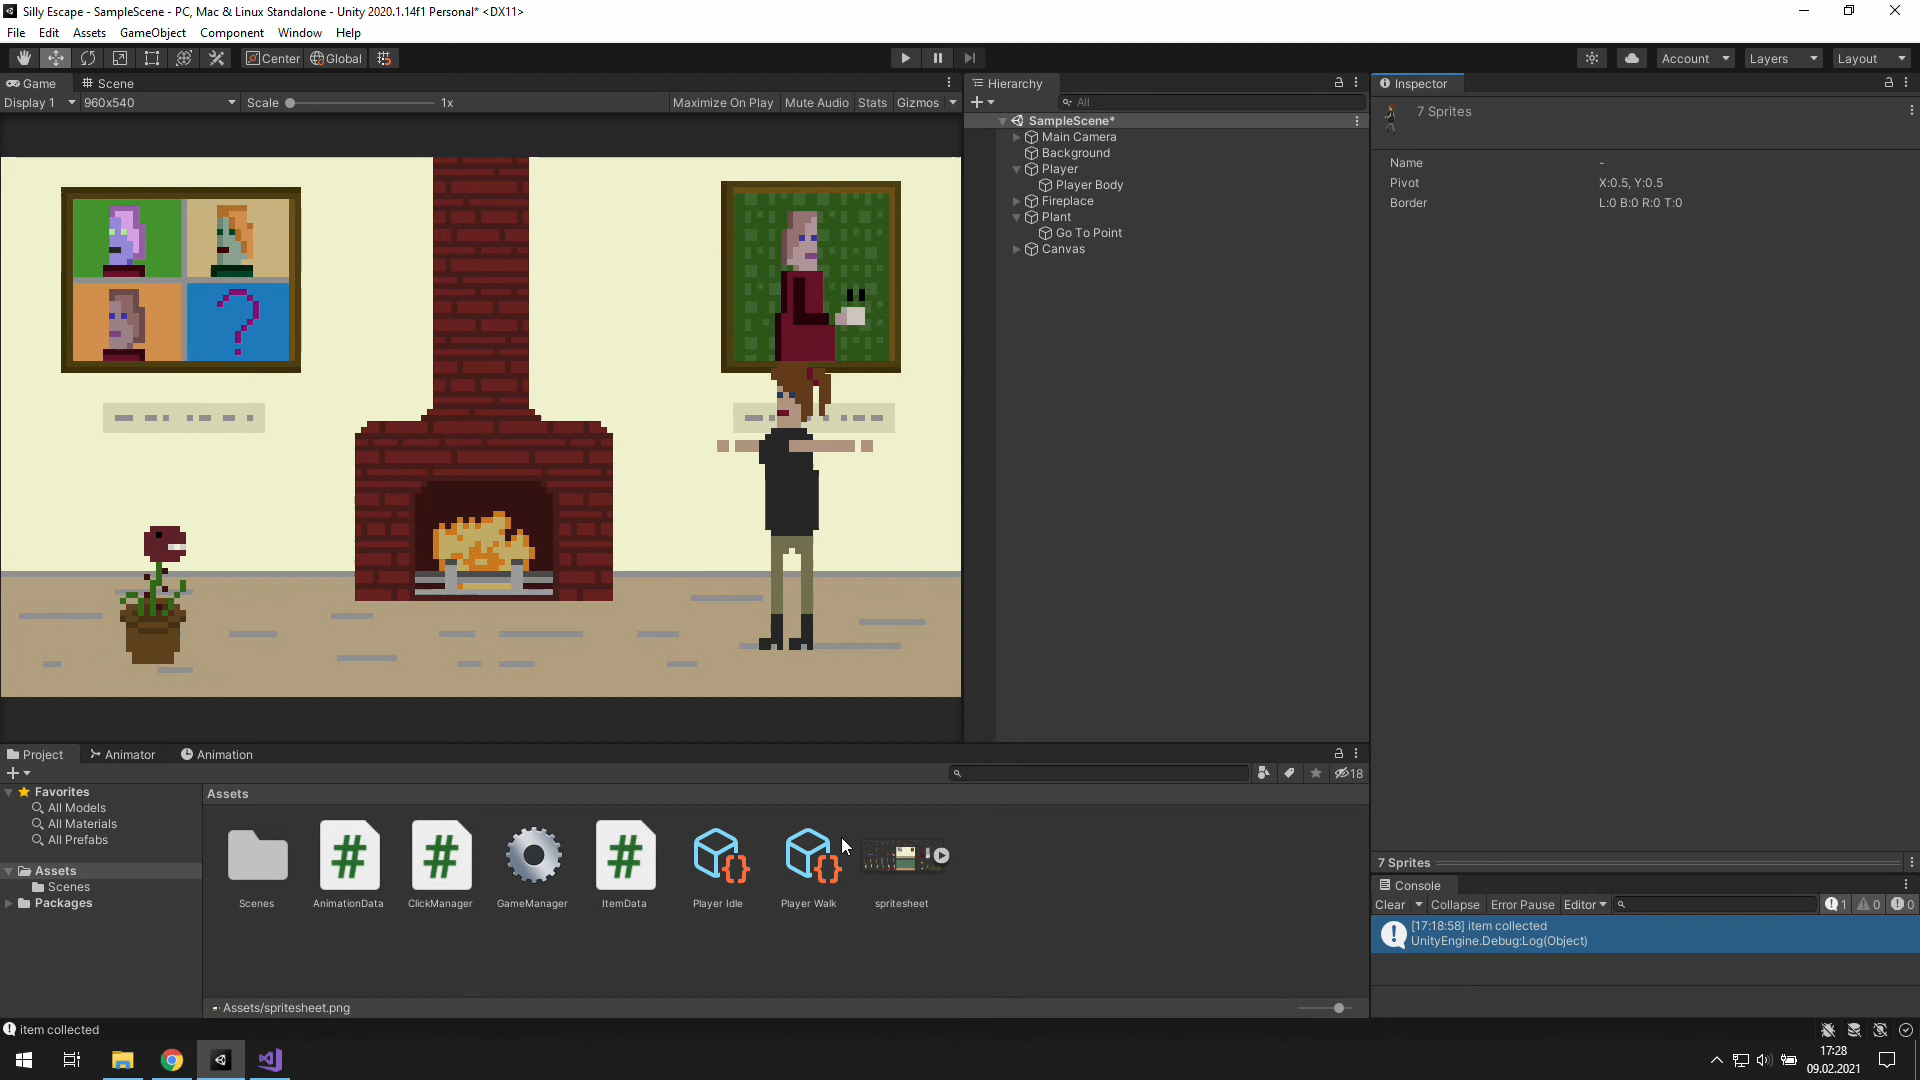 Silly Escape - SampleScene - PC, Mac & Linux Standalone - Unity 2020.1.14f1 Personal* <DX11>
File Edit Assets GameObject Component Window Help
Center Global Account Layers Layout
Game Scene
Display 1 960x540 Scale 1x Maximize On Play Mute Audio Stats Gizmos
Hierarchy
All
SampleScene*
Main Camera
Background
Player
Player Body
Fireplace
Plant
Go To Point
Canvas
Inspector
7 Sprites
Name -
Pivot X:0.5, Y:0.5
Border L:0 B:0 R:0 T:0
Project Animator Animation
18
Favorites
All Models
All Materials
All Prefabs
Assets
Scenes
Packages
Assets
Scenes AnimationData ClickManager GameManager ItemData Player Idle Player Walk spritesheet
Assets/spritesheet.png
7 Sprites
Console
Clear Collapse Error Pause Editor 1 0 0
[17:18:58] item collected
UnityEngine.Debug:Log(Object)
item collected
17:28
09.02.2021